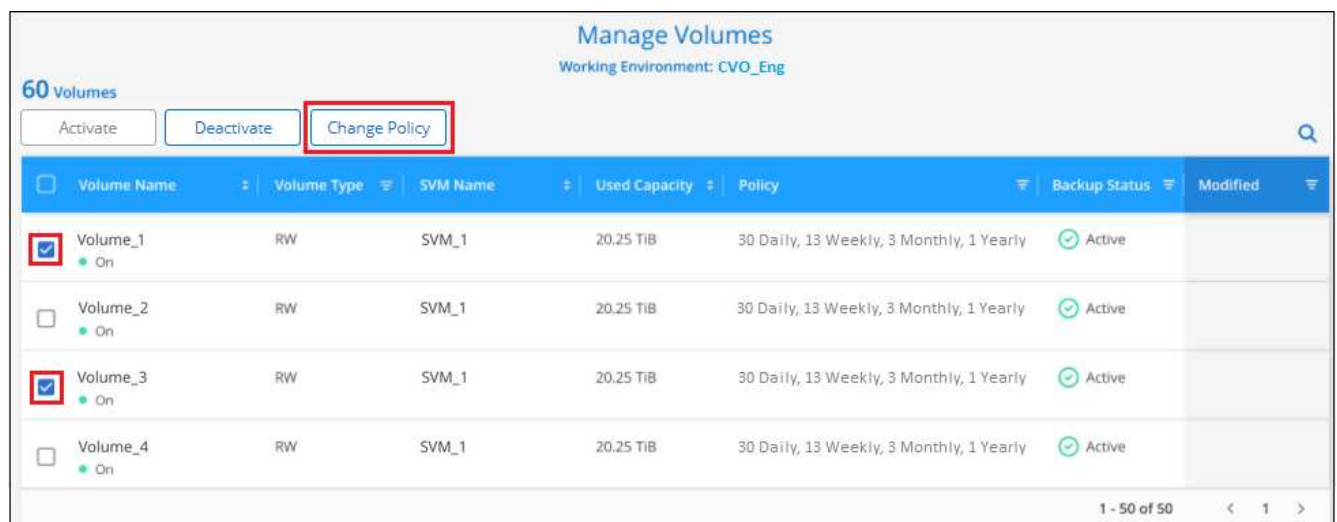 Manage Volumes
Working Environment: CVO_Eng
60 Volumes
Activate Deactivate Change Policy
Volume Name Volume Type SVM Name Used Capacity Policy Backup Status Modified
Volume_1 RW SVM_1 20.25 TiB 30 Daily, 13 Weekly, 3 Monthly, 1 Yearly Active
On
Volume_2 RW SVM_1 20.25 TiB 30 Daily, 13 Weekly, 3 Monthly, 1 Yearly Active
On
Volume_3 RW SVM_1 20.25 TiB 30 Daily, 13 Weekly, 3 Monthly, 1 Yearly Active
On
Volume_4 RW SVM_1 20.25 TiB 30 Daily, 13 Weekly, 3 Monthly, 1 Yearly Active
On
1 - 50 of 50 < 1 >